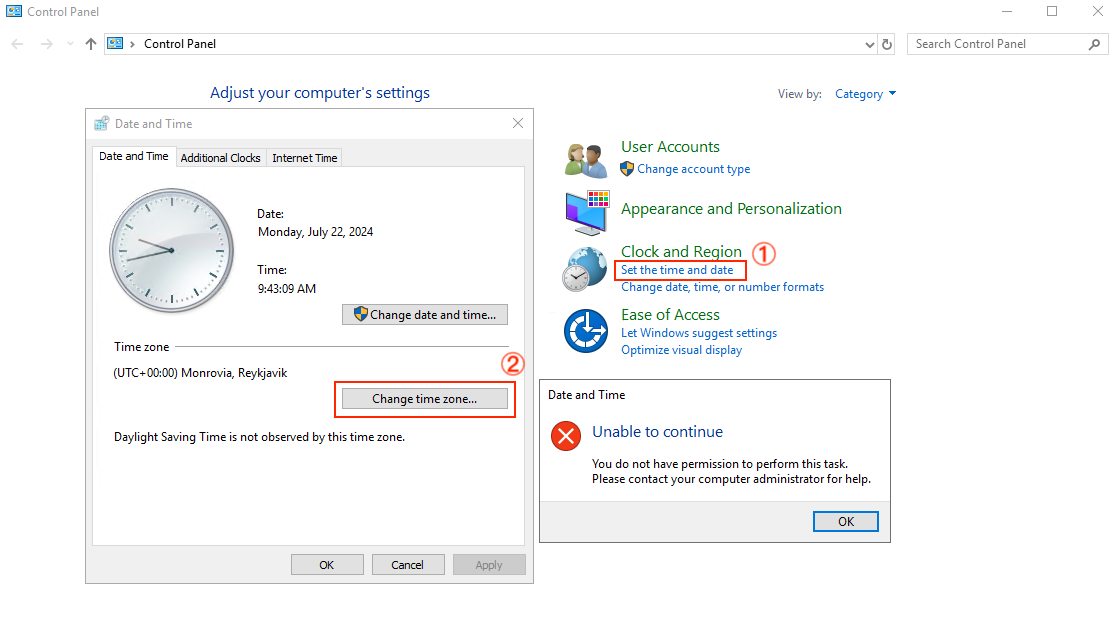 Control Panel
Control Panel
Search Control Panel
Adjust your computer's settings
View by:
Category
Date and Time
Date and Time
Additional Clocks
Internet Time
Date:
Monday, July 22, 2024
Time:
9:43:09 AM
Change date and time...
Time zone
(UTC+00:00) Monrovia, Reykjavik
②
Change time zone...
Daylight Saving Time is not observed by this time zone.
OK
Cancel
Apply
User Accounts
Change account type
Appearance and Personalization
Clock and Region
①
Set the time and date
Change date, time, or number formats
Ease of Access
Let Windows suggest settings
Optimize visual display
Date and Time
Unable to continue
You do not have permission to perform this task.
Please contact your computer administrator for help.
OK